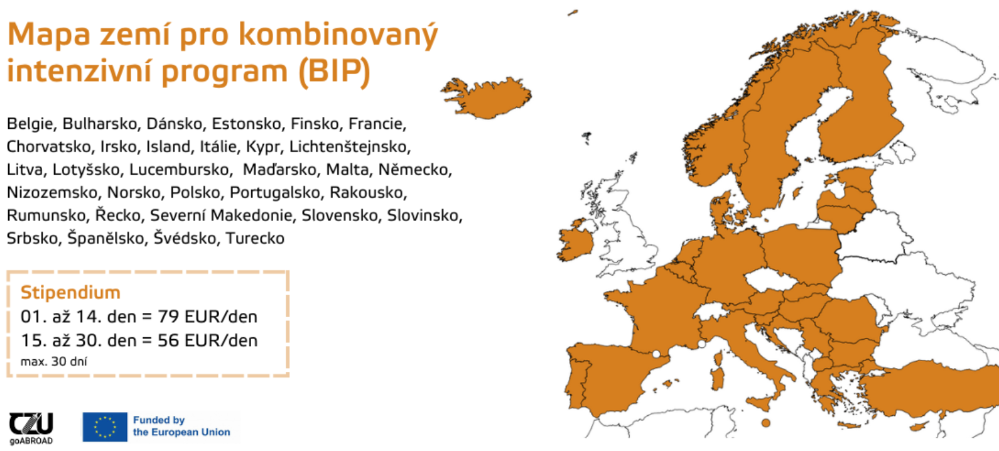 Mapa zemí pro kombinovaný
intenzivní program (BIP)
Belgie, Bulharsko, Dánsko, Estonsko, Finsko, Francie,
Chorvatsko, Irsko, Island, Itálie, Kypr, Lichtenštejnsko,
Litva, Lotyšsko, Lucembursko, Maďarsko, Malta, Německo,
Nizozemsko, Norsko, Polsko, Portugalsko, Rakousko,
Rumunsko, Řecko, Severní Makedonie, Slovensko, Slovinsko,
Srbsko, Španělsko, Švédsko, Turecko
Stipendium
01. až 14. den = 79 EUR/den
15. až 30. den = 56 EUR/den
max. 30 dní
CZU
goABROAD
Funded by
the European Union